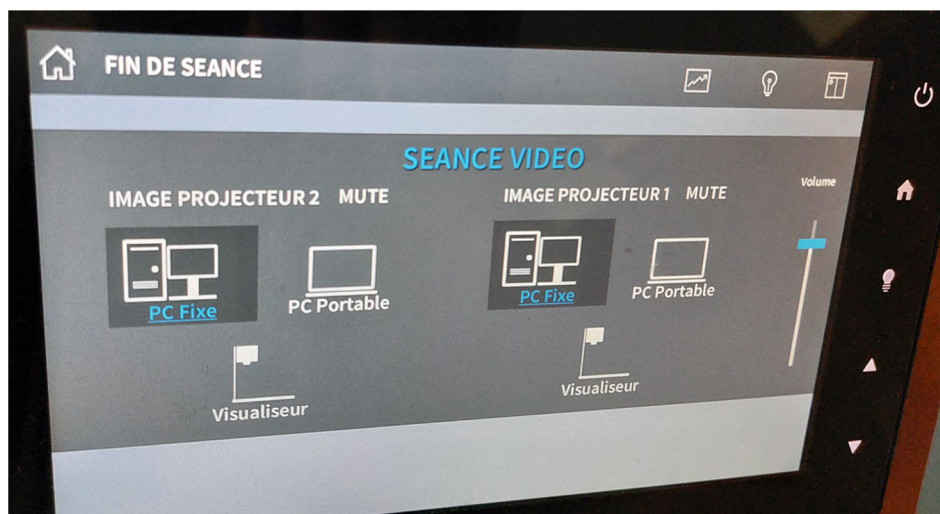 FIN DE SEANCE
SEANCE VIDEO
IMAGE PROJECTEUR 2 MUTE
IMAGE PROJECTEUR 1 MUTE
Volume
PC Fixe
PC Portable
PC Fixe
PC Portable
Visualiseur
Visualiseur